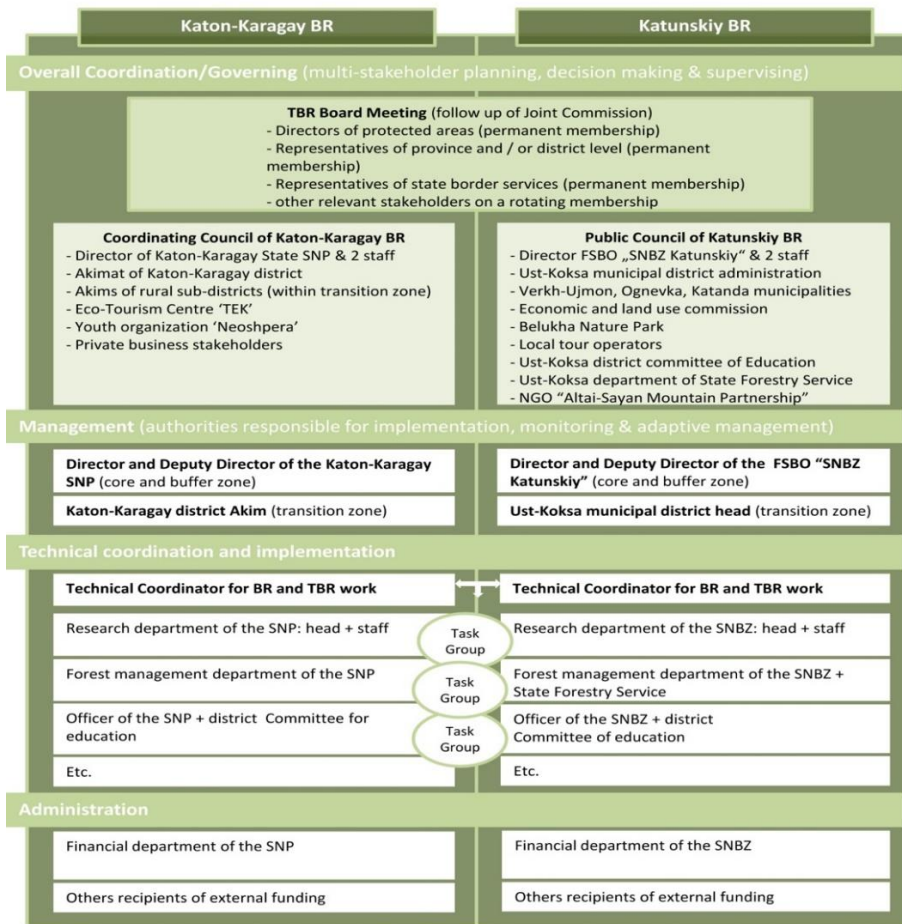 Katon-Karagay BR
Katunskiy BR
Overall Coordination/Governing (multi-stakeholder planning, decision making & supervising)
TBR Board Meeting (follow up of Joint Commission)
- Directors of protected areas (permanent membership)
- Representatives of province and / or district level (permanent
membership)
- Representatives of state border services (permanent membership)
- other relevant stakeholders on a rotating membership
Coordinating Council of Katon-Karagay BR
- Director of Katon-Karagay State SNP & 2 staff
- Akimat of Katon-Karagay district
- Akims of rural sub-districts (within transition zone)
- Eco-Tourism Centre ‘TEK’
- Youth organization ‘Neoshpera’
- Private business stakeholders
Public Council of Katunskiy BR
- Director FSBO „SNBZ Katunskiy“ & 2 staff
- Ust-Koksa municipal district administration
- Verkh-Ujmon, Ognevka, Katanda municipalities
- Economic and land use commission
- Belukha Nature Park
- Local tour operators
- Ust-Koksa district committee of Education
- Ust-Koksa department of State Forestry Service
- NGO “Altai-Sayan Mountain Partnership”
Management (authorities responsible for implementation, monitoring & adaptive management)
Director and Deputy Director of the Katon-Karagay
SNP (core and buffer zone)
Director and Deputy Director of the FSBO “SNBZ
Katunskiy” (core and buffer zone)
Katon-Karagay district Akim (transition zone)
Ust-Koksa municipal district head (transition zone)
Technical coordination and implementation
Technical Coordinator for BR and TBR work
Technical Coordinator for BR and TBR work
Research department of the SNP: head + staff
Task
Group
Research department of the SNBZ: head + staff
Forest management department of the SNP
Task
Group
Forest management department of the SNBZ +
State Forestry Service
Officer of the SNP + district Committee for
education
Task
Group
Officer of the SNBZ + district
Committee of education
Etc.
Etc.
Administration
Financial department of the SNP
Financial department of the SNBZ
Others recipients of external funding
Others recipients of external funding